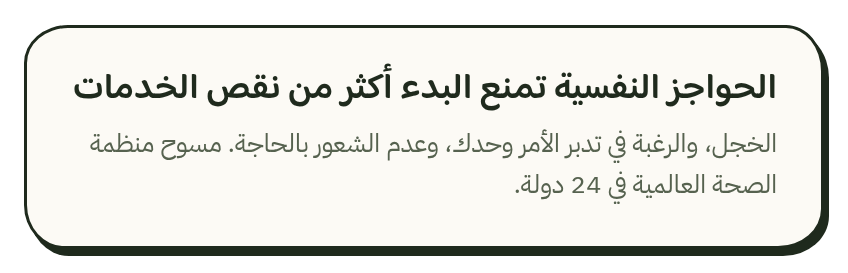 الحواجز النفسية تمنع البدء أكثر من نقص الخدمات
الخجل، والرغبة في تدبر الأمر وحدك، وعدم الشعور بالحاجة. مسوح منظمة
الصحة العالمية في 24 دولة.